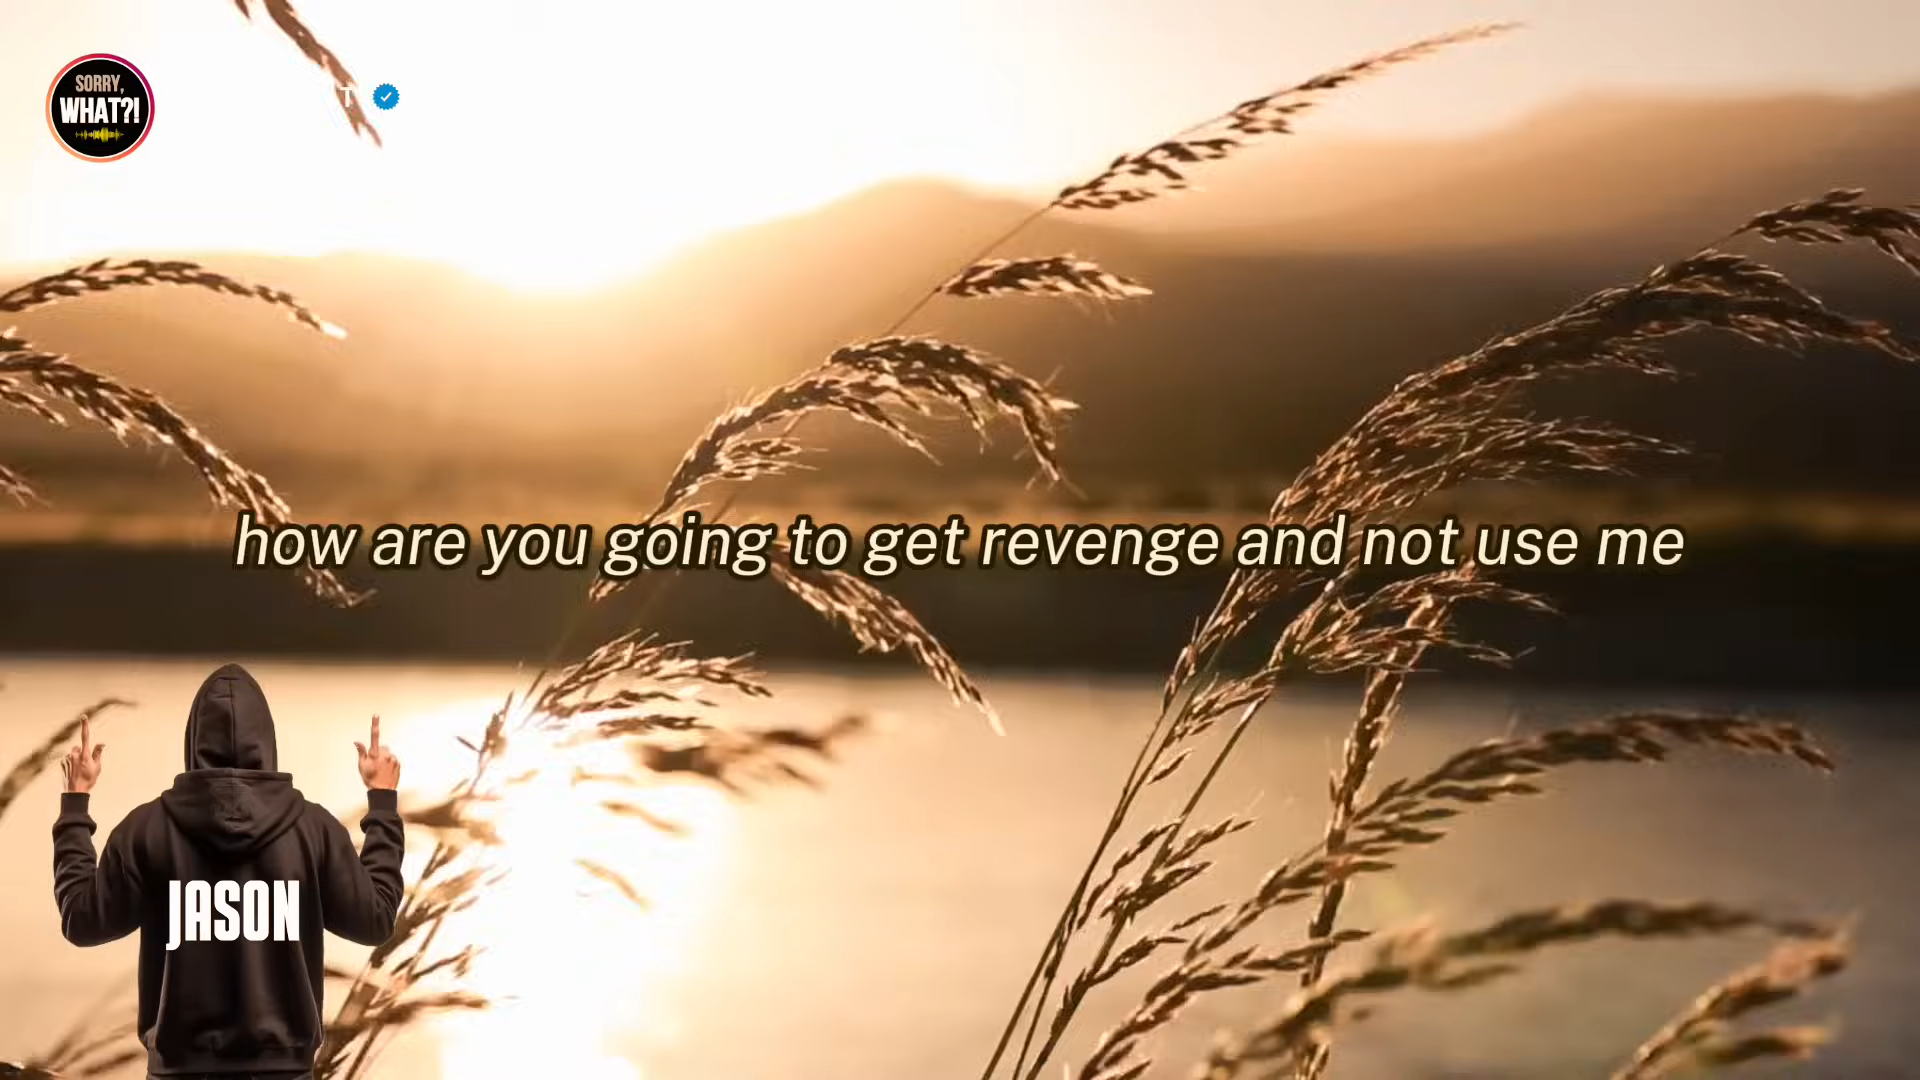 SORRY,
WHAT?!
how are you going to get revenge and not use me
JASON